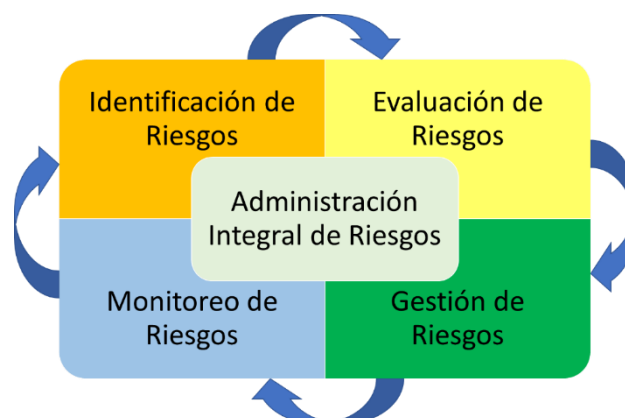 Identificación de
Riesgos
Evaluación de
Riesgos
Administración
Integral de Riesgos
Monitoreo de
Riesgos
Gestión de
Riesgos